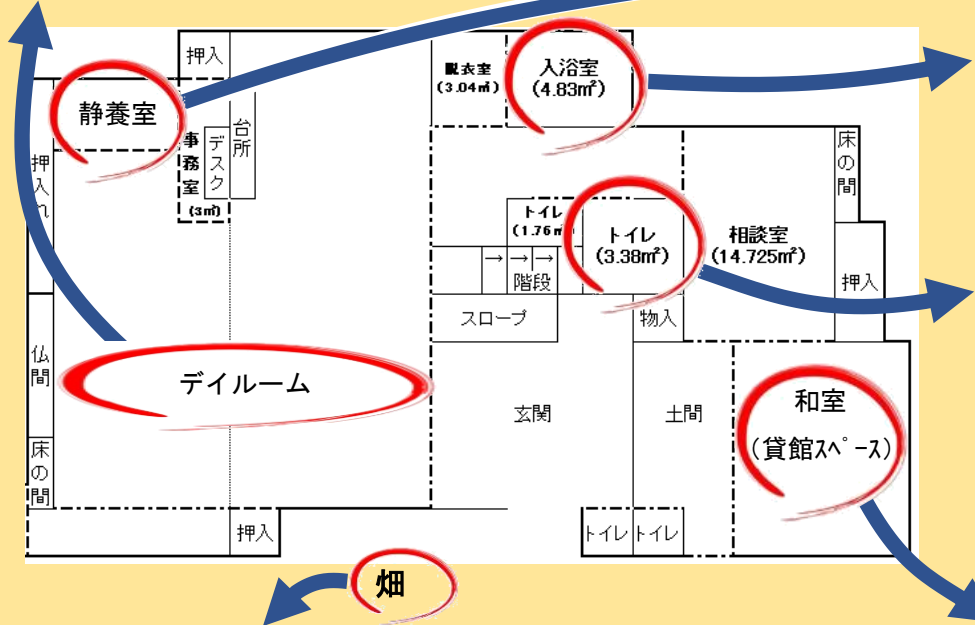 押入
脱衣室
(3.04㎡)
入浴室
(4.83㎡)
静養室
台所
事務室
デスク
(3㎡)
押入れ
床の間
トイレ
(1.76㎡)
トイレ
(3.38㎡)
相談室
(14.725㎡)
→→→
階段
押入
スロープ
物入
仏間
デイルーム
玄関
土間
和室
(貸館ｽﾍﾟｰｽ)
床の間
押入
トイレ
トイレ
畑